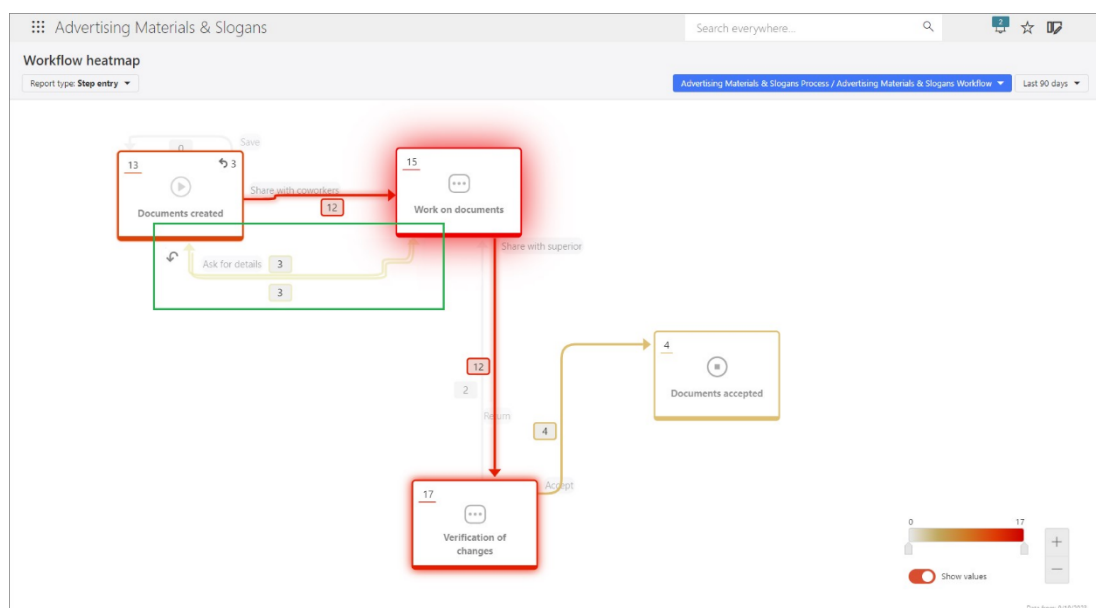 Advertising Materials & Slogans
Search everywhere...
2
Workflow heatmap
Report type: Step entry
Advertising Materials & Slogans Process / Advertising Materials & Slogans Workflow
Last 90 days
0
Save
13
3
Documents created
Share with coworkers
12
15
Work on documents
Ask for details
3
3
Share with superior
12
2
Return
4
Documents accepted
4
Accept
17
Verification of
changes
0
17
Show values